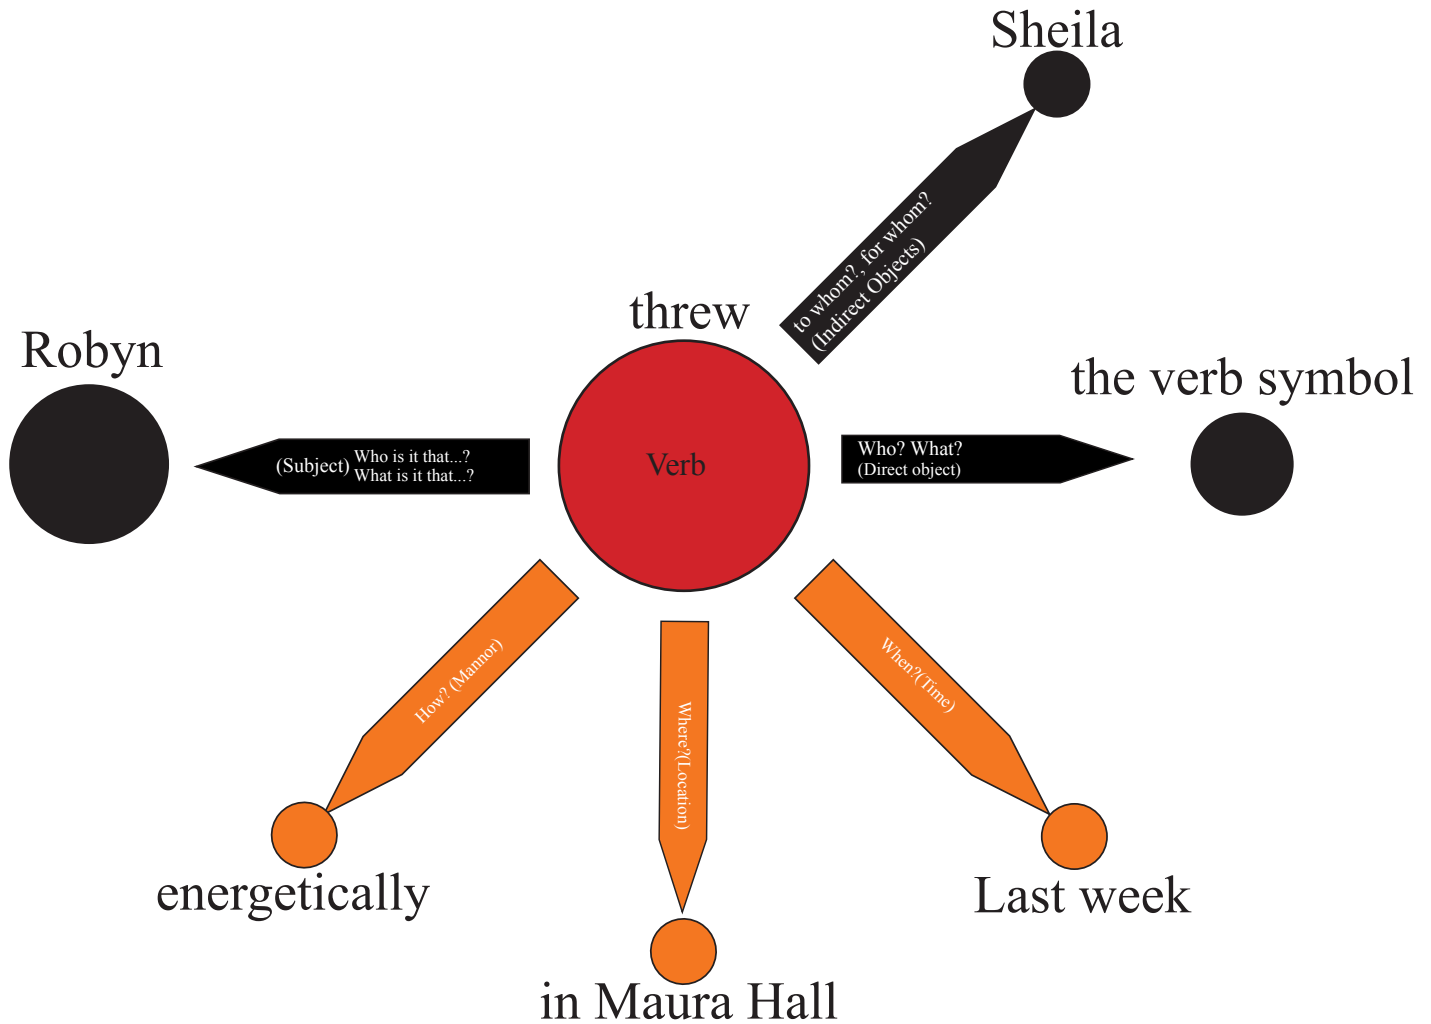 Sheila
to whom?, for whom?
(Indirect Objects)
threw
Robyn
the verb symbol
(Subject)
Who is it that...?
What is it that...?
Verb
Who? What?
(Direct object)
How? (Mannor)
Where?(Location)
When?(Time)
energetically
Last week
in Maura Hall